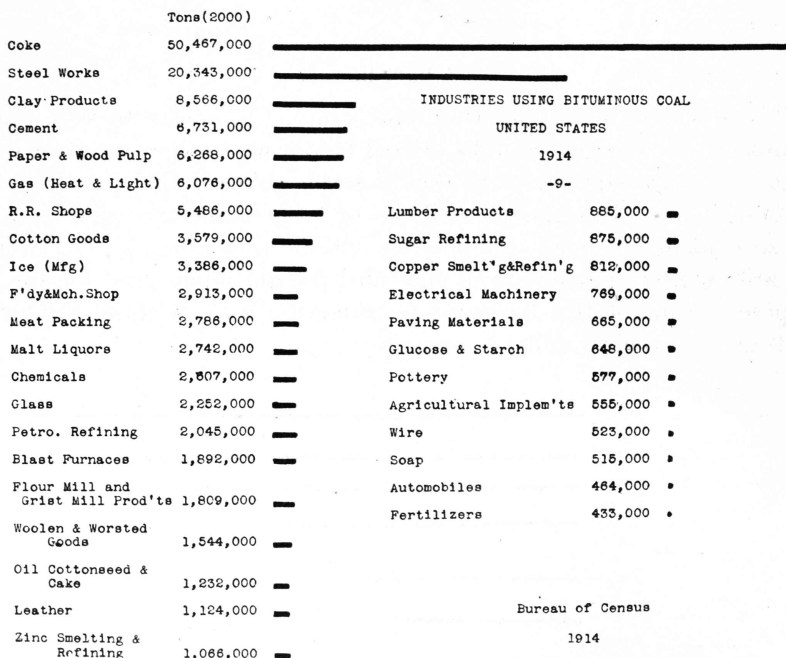 Tons(2000)
Coke 50,467,000
Steel Works 20,343,000
Clay Products 8,566,000
Cement 6,731,000
Paper & Wood Pulp 6,268,000
Gas (Heat & Light) 6,076,000
R.R. Shops 5,486,000
Cotton Goods 3,579,000
Ice (Mfg) 3,386,000
F'dy&Mch.Shop 2,913,000
Meat Packing 2,786,000
Malt Liquors 2,742,000
Chemicals 2,607,000
Glass 2,252,000
Petro. Refining 2,045,000
Blast Furnaces 1,892,000
Flour Mill and
Grist Mill Prod'ts 1,809,000
Woolen & Worsted
Goods 1,544,000
Oil Cottonseed &
Cake 1,232,000
Leather 1,124,000
Zinc Smelting &
Refining 1,066,000
INDUSTRIES USING BITUMINOUS COAL
UNITED STATES
1914
-9-
Lumber Products 885,000
Sugar Refining 875,000
Copper Smelt'g&Refin'g 812,000
Electrical Machinery 769,000
Paving Materials 665,000
Glucose & Starch 648,000
Pottery 577,000
Agricultural Implem'ts 555,000
Wire 523,000
Soap 515,000
Automobiles 464,000
Fertilizers 433,000
Bureau of Census
1914